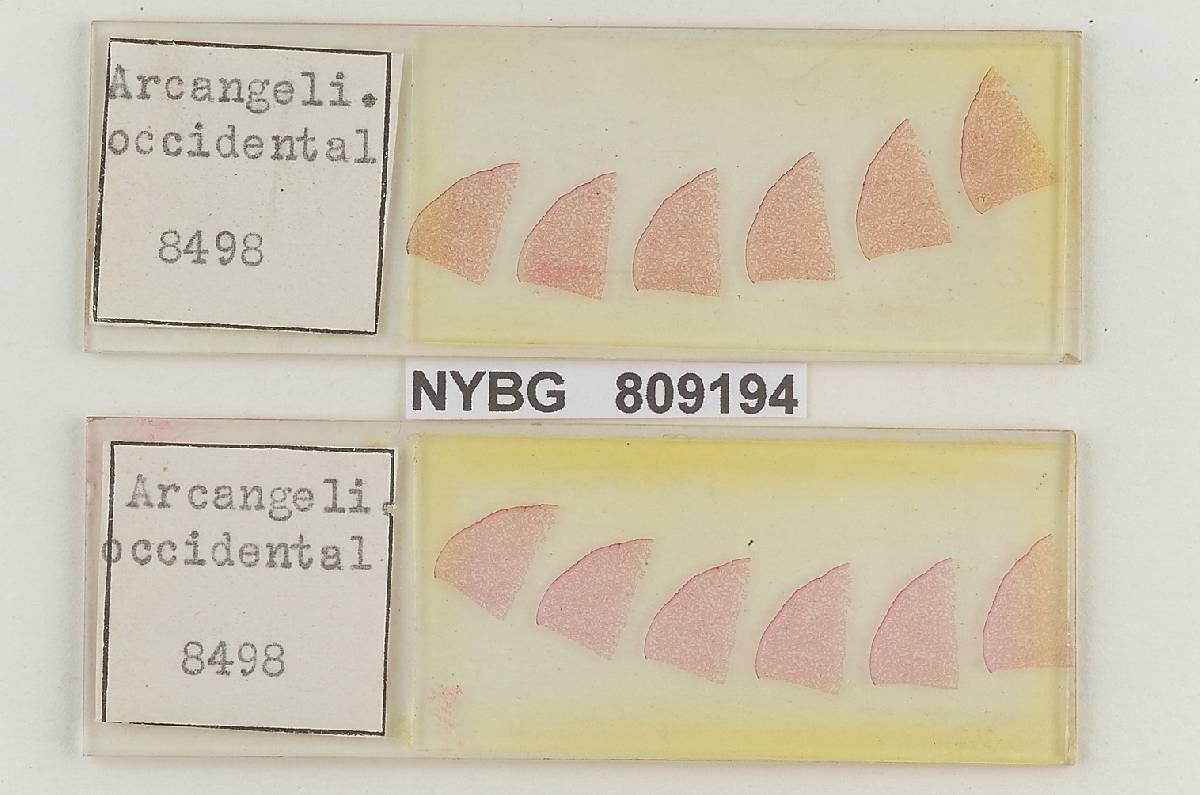 Arcangeli.
occidental
8498
NYBG 809194
Arcangeli.
occidental
8498